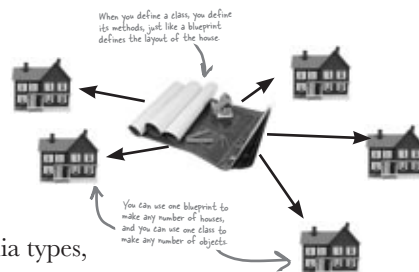 When you define a class, you define
its methods, just like a blueprint
defines the layout of the house.
You can use one blueprint to
make any number of houses,
and you can use one class to
make any number of objects.
ia types,